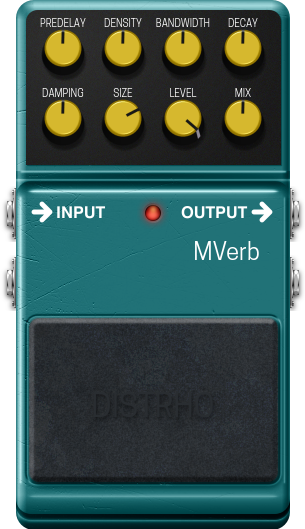 PREDELAY DENSITY BANDWIDTH DECAY
DAMPING SIZE LEVEL MIX
INPUT OUTPUT
MVerb
DISTRHO